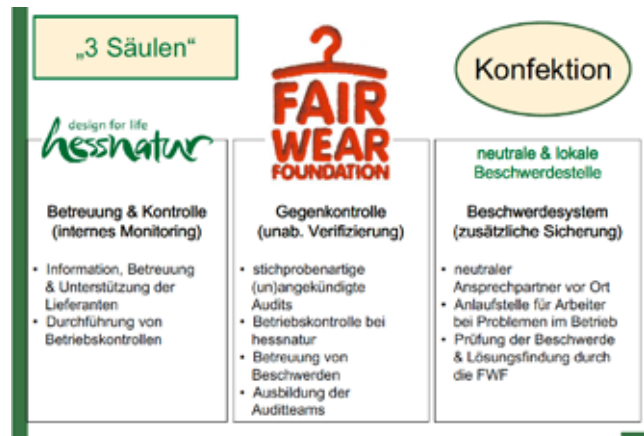 „3 Säulen“
FAIR
WEAR
FOUNDATION
Konfektion
design for life
hessnatur
neutrale & lokale
Beschwerdestelle
Betreuung & Kontrolle
(internes Monitoring)
• Information, Betreuung
& Unterstützung der
Lieferanten
• Durchführung von
Betriebskontrollen
Gegenkontrolle
(unab. Verifizierung)
• stichprobenartige
(un)angekündigte
Audits
• Betriebskontrolle bei
hessnatur
• Betreuung von
Beschwerden
• Ausbildung der
Auditteams
Beschwerdesystem
(zusätzliche Sicherung)
• neutraler
Ansprechpartner vor Ort
• Anlaufstelle für Arbeiter
bei Problemen im Betrieb
• Prüfung der Beschwerde
& Lösungsfindung durch
die FWF